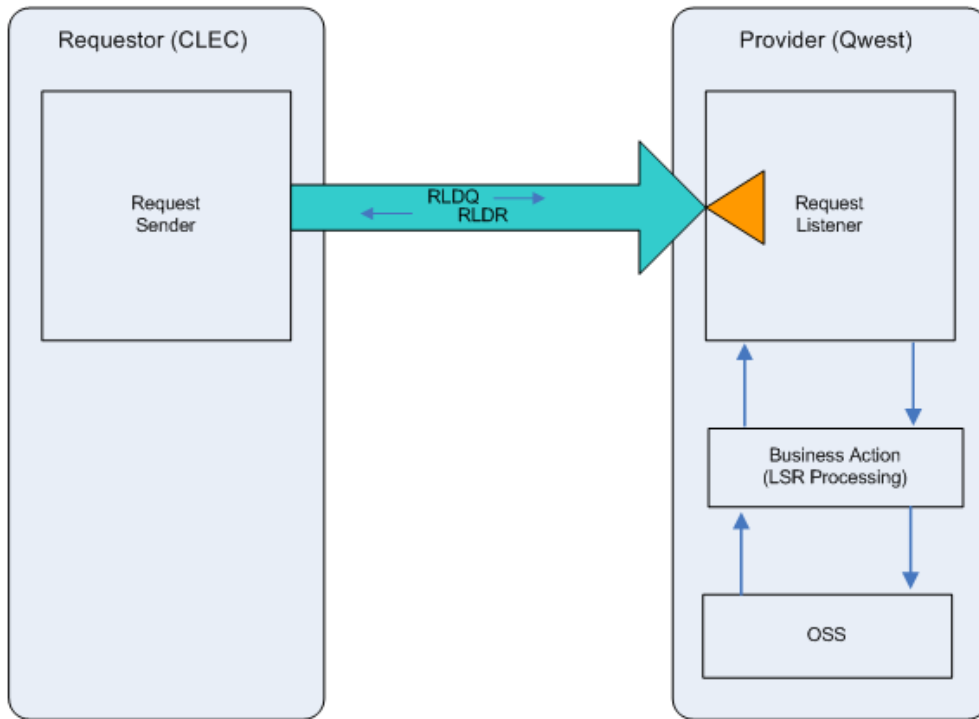 Requestor (CLEC)
Provider (Qwest)
Request
Sender
RLDQ
RLDR
Request
Listener
Business Action
(LSR Processing)
OSS